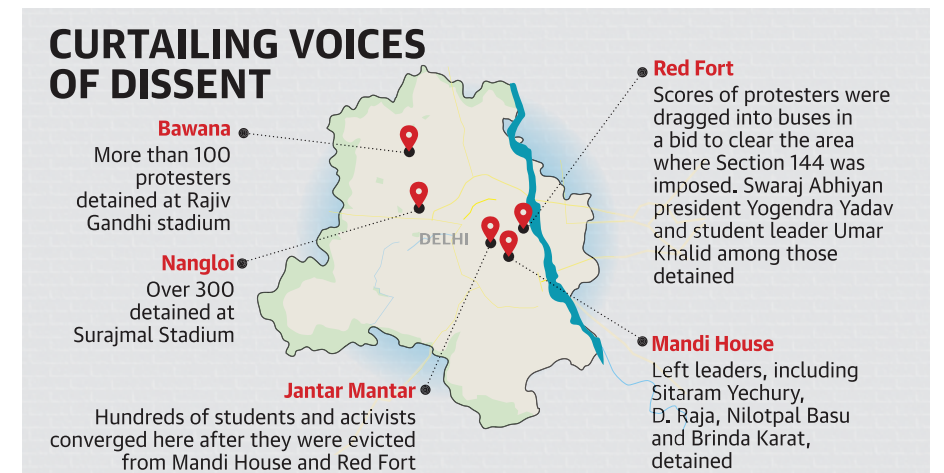 CURTAILING VOICES
OF DISSENT
Bawana
More than 100
protesters
detained at Rajiv
Gandhi stadium
Nangloi
Over 300
detained at
Surajmal Stadium
Jantar Mantar
Hundreds of students and activists
converged here after they were evicted
from Mandi House and Red Fort
DELHI
Red Fort
Scores of protesters were
dragged into buses in
a bid to clear the area
where Section 144 was
imposed. Swaraj Abhiyan
president Yogendra Yadav
and student leader Umar
Khalid among those
detained
Mandi House
Left leaders, including
Sitaram Yechury,
D. Raja, Nilotpal Basu
and Brinda Karat,
detained